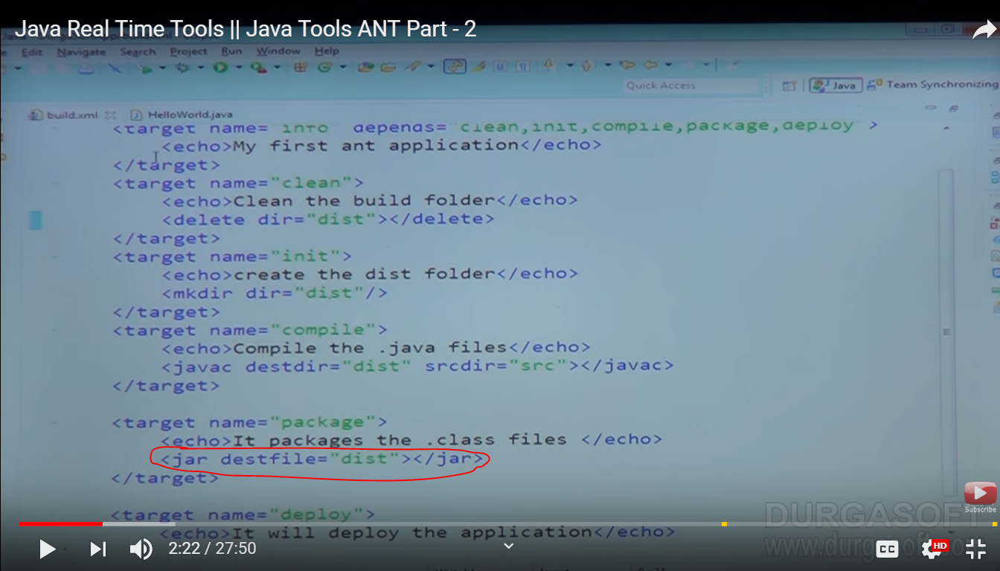 Java Real Time Tools || Java Tools ANT Part - 2
Edit Navigate Search Project Run Window Help
Quick Access
Java Team Synchronizing
build.xml HelloWorld.java
<target name="info" depends="clean,init,compile,package,deploy">
<echo>My first ant application</echo>
</target>
<target name="clean">
<echo>Clean the build folder</echo>
<delete dir="dist"></delete>
</target>
<target name="init">
<echo>create the dist folder</echo>
<mkdir dir="dist"/>
</target>
<target name="compile">
<echo>Compile the .java files</echo>
<javac destdir="dist" srcdir="src"></javac>
</target>
<target name="package">
<echo>It packages the .class files </echo>
<jar destfile="dist"></jar>
</target>
<target name="deploy">
<echo>It will deploy the application</echo>
Subscribe
DURGASOFT
2:22 / 27:50
CC
HD